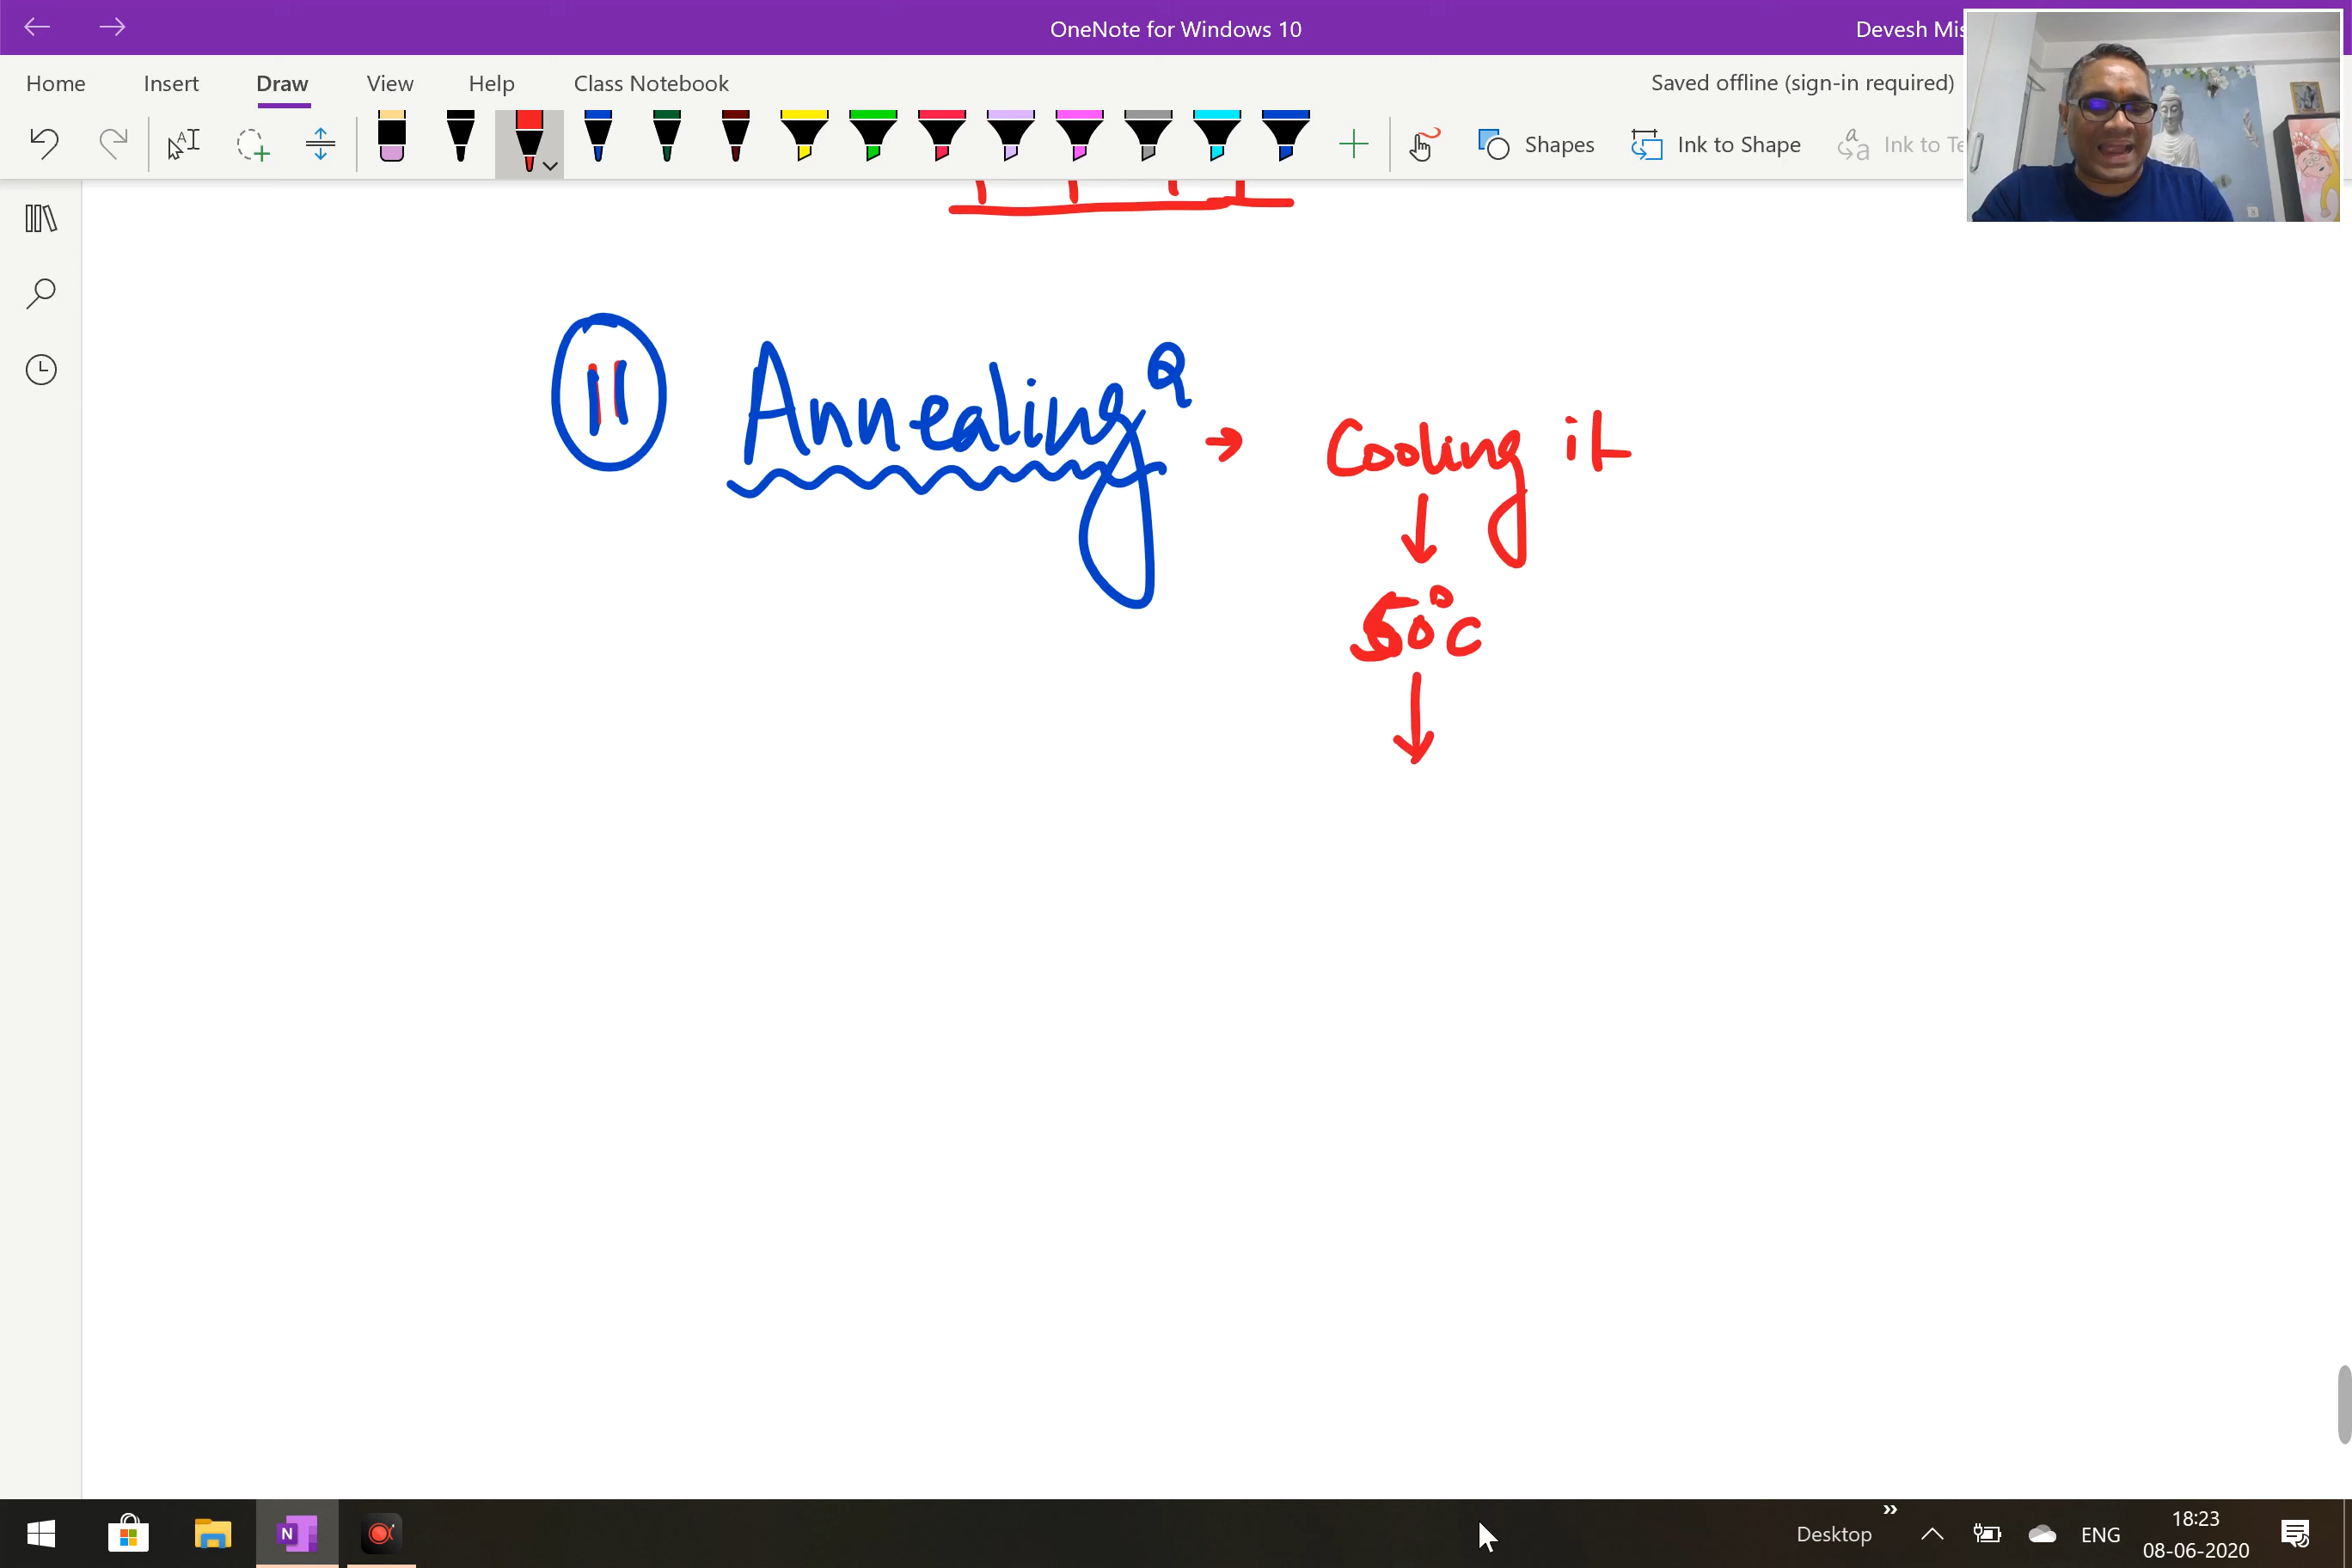 OneNote for Windows 10
Devesh Mis
Home Insert Draw View Help Class Notebook
Saved offline (sign-in required)
Shapes Ink to Shape Ink to Te
11 Annealing → Cooling it
↓
50°C
↓
Desktop
ENG
18:23
08-06-2020